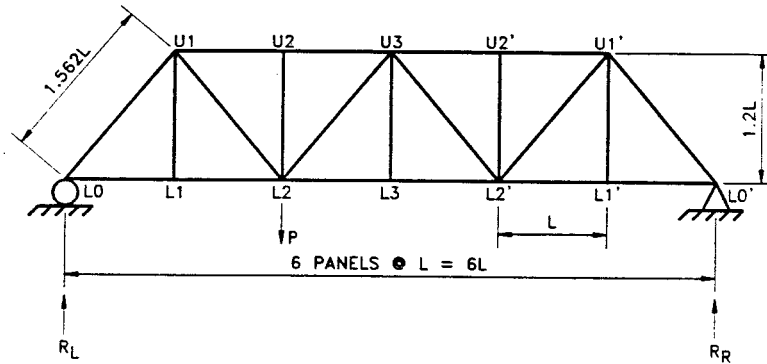 U1
U2
U3
U2'
U1'
1.562L
1.2L
L0
L1
L2
L3
L2'
L1'
L0'
P
L
6 PANELS @ L = 6L
RL
RR